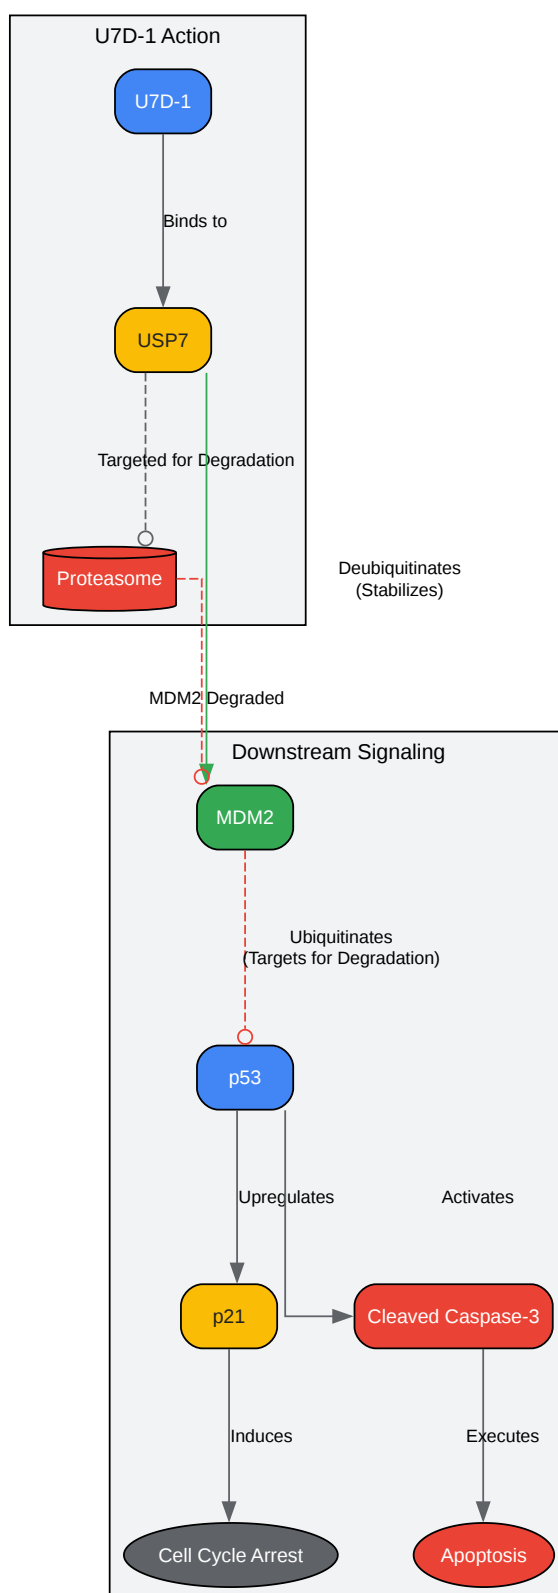 U7D-1 Action
U7D-1
Binds to
USP7
Targeted for Degradation
Proteasome
Deubiquitinates
(Stabilizes)
MDM2 Degraded
Downstream Signaling
MDM2
Ubiquitinates
(Targets for Degradation)
p53
Upregulates
Activates
p21
Cleaved Caspase-3
Induces
Executes
Cell Cycle Arrest
Apoptosis